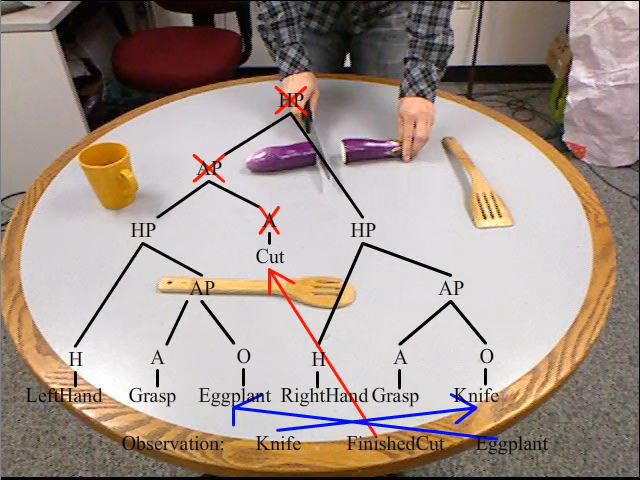 HP
AP
HP A HP
Cut
AP AP
H A O H A O
LeftHand Grasp Eggplant RightHand Grasp Knife
Observation: Knife FinishedCut Eggplant